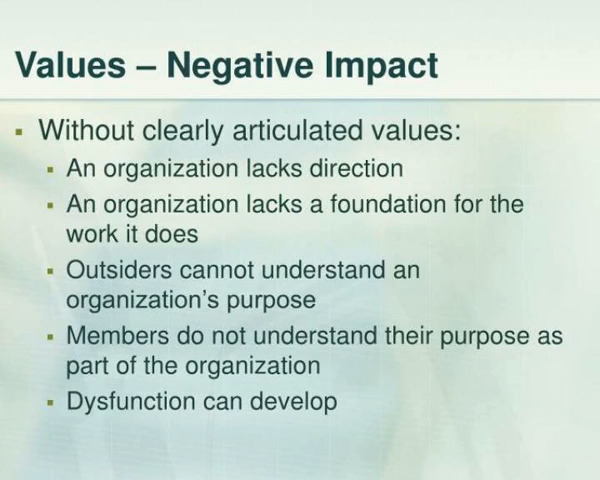 Values – Negative Impact
Without clearly articulated values:
An organization lacks direction
An organization lacks a foundation for the
work it does
Outsiders cannot understand an
organization’s purpose
Members do not understand their purpose as
part of the organization
Dysfunction can develop